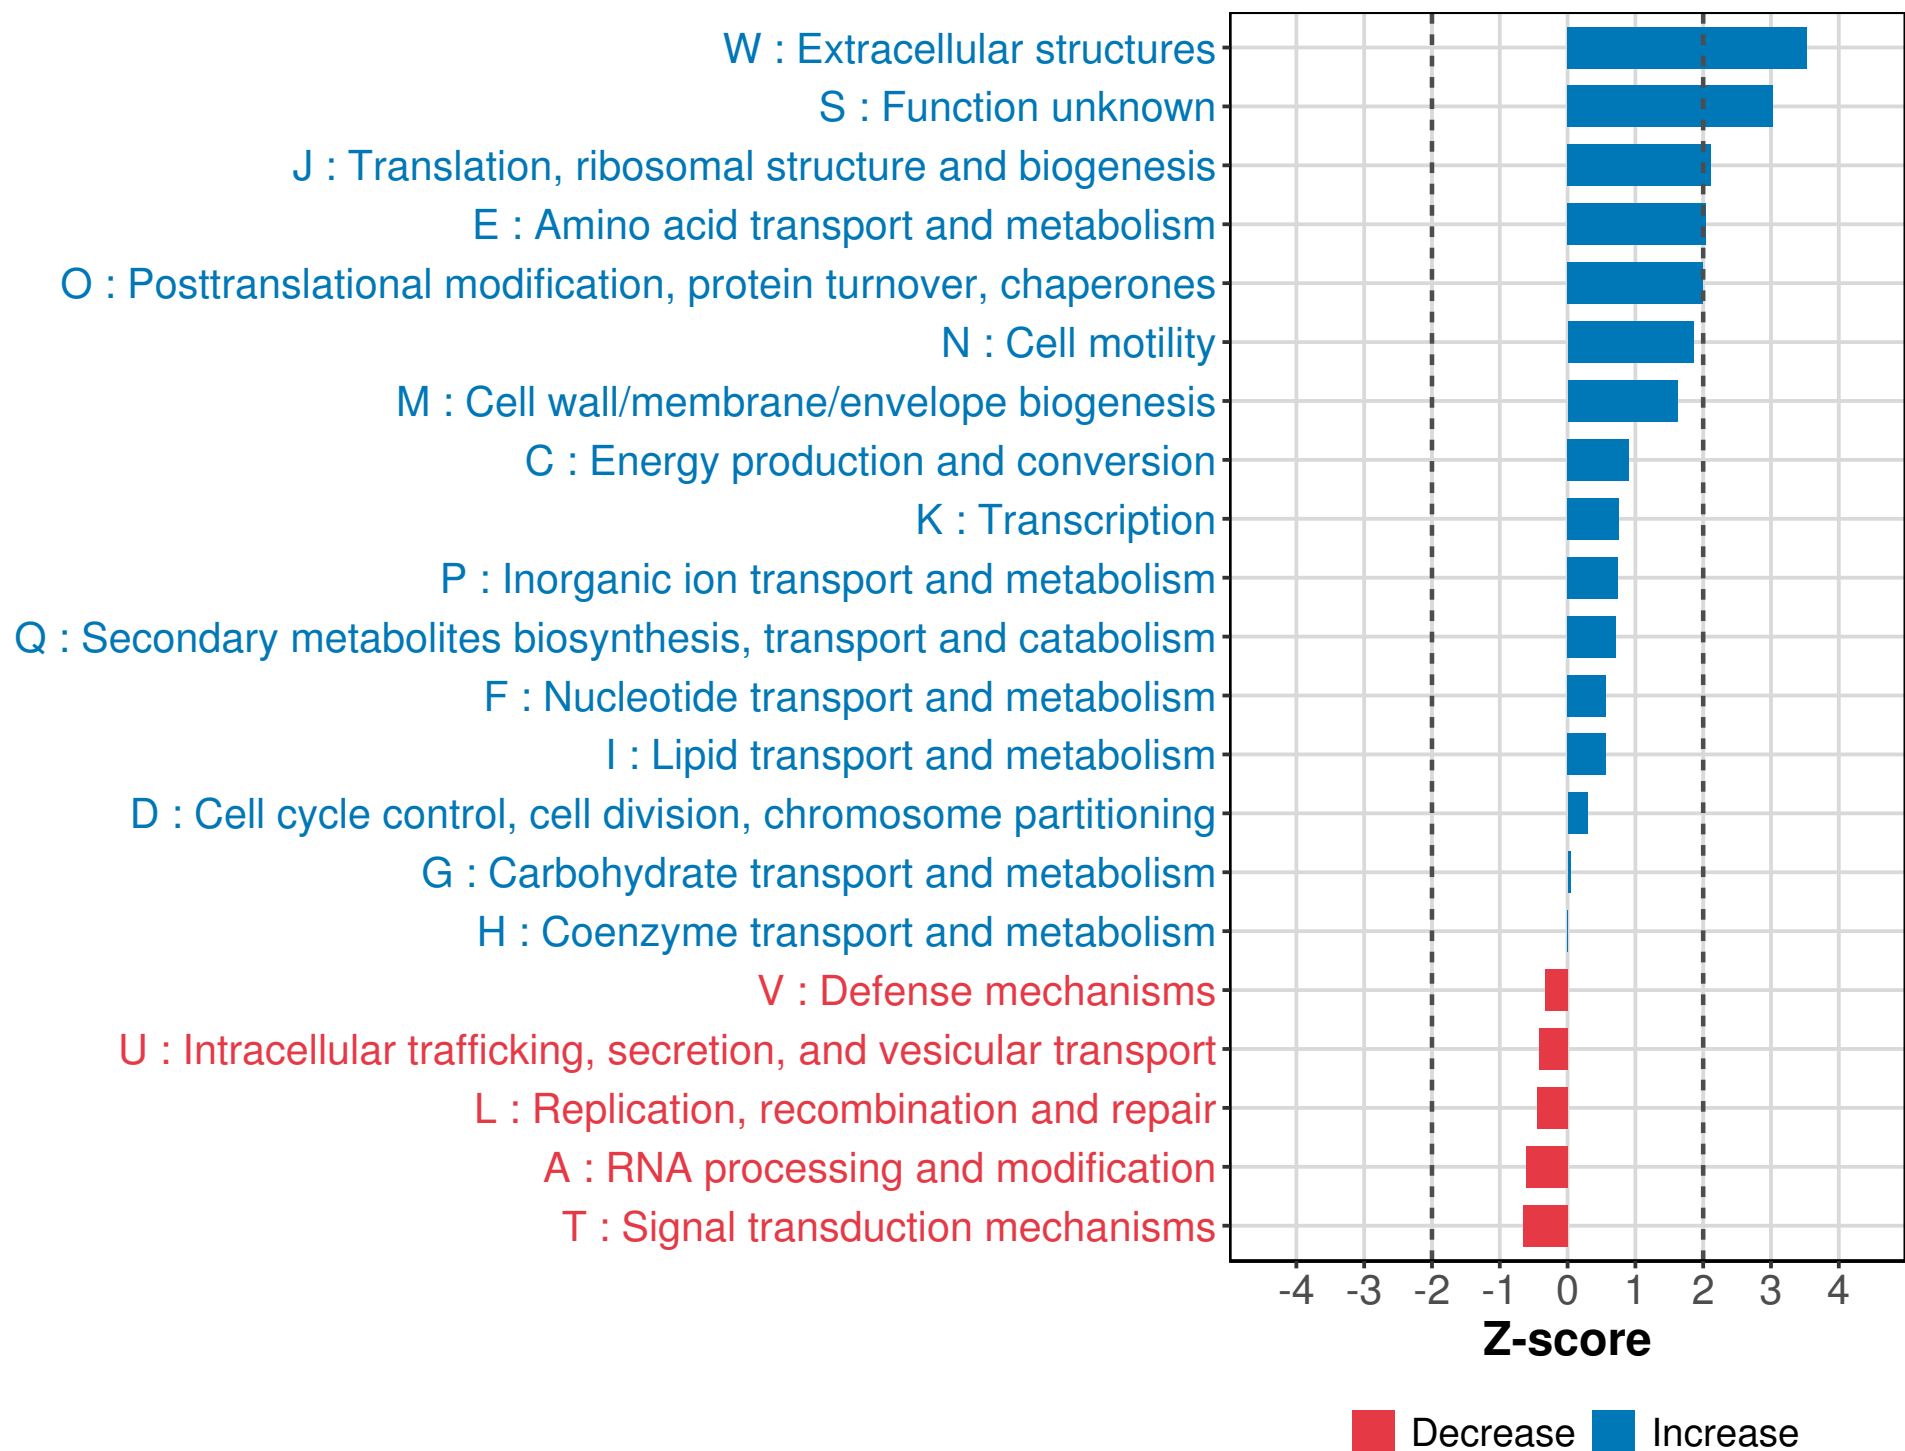 W : Extracellular structures
S : Function unknown
J : Translation, ribosomal structure and biogenesis
E : Amino acid transport and metabolism
O : Posttranslational modification, protein turnover, chaperones
N : Cell motility
M : Cell wall/membrane/envelope biogenesis
C : Energy production and conversion
K : Transcription
P : Inorganic ion transport and metabolism
Q : Secondary metabolites biosynthesis, transport and catabolism
F : Nucleotide transport and metabolism
I : Lipid transport and metabolism
D : Cell cycle control, cell division, chromosome partitioning
G : Carbohydrate transport and metabolism
H : Coenzyme transport and metabolism
V : Defense mechanisms
U : Intracellular trafficking, secretion, and vesicular transport
L : Replication, recombination and repair
A : RNA processing and modification
T : Signal transduction mechanisms
-4 -3 -2 -1 0 1 2 3 4
Z-score
Decrease Increase